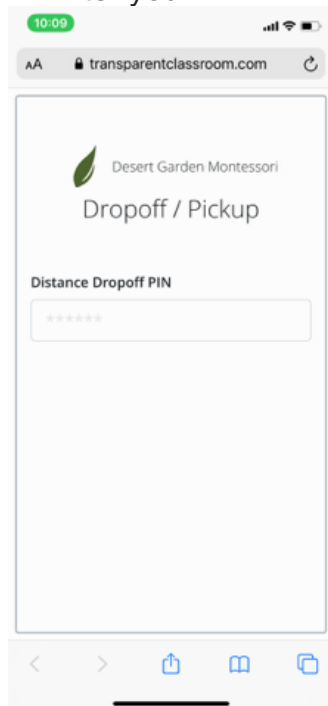 10:09
AA transparentclassroom.com
Desert Garden Montessori
Dropoff / Pickup
Distance Dropoff PIN
******